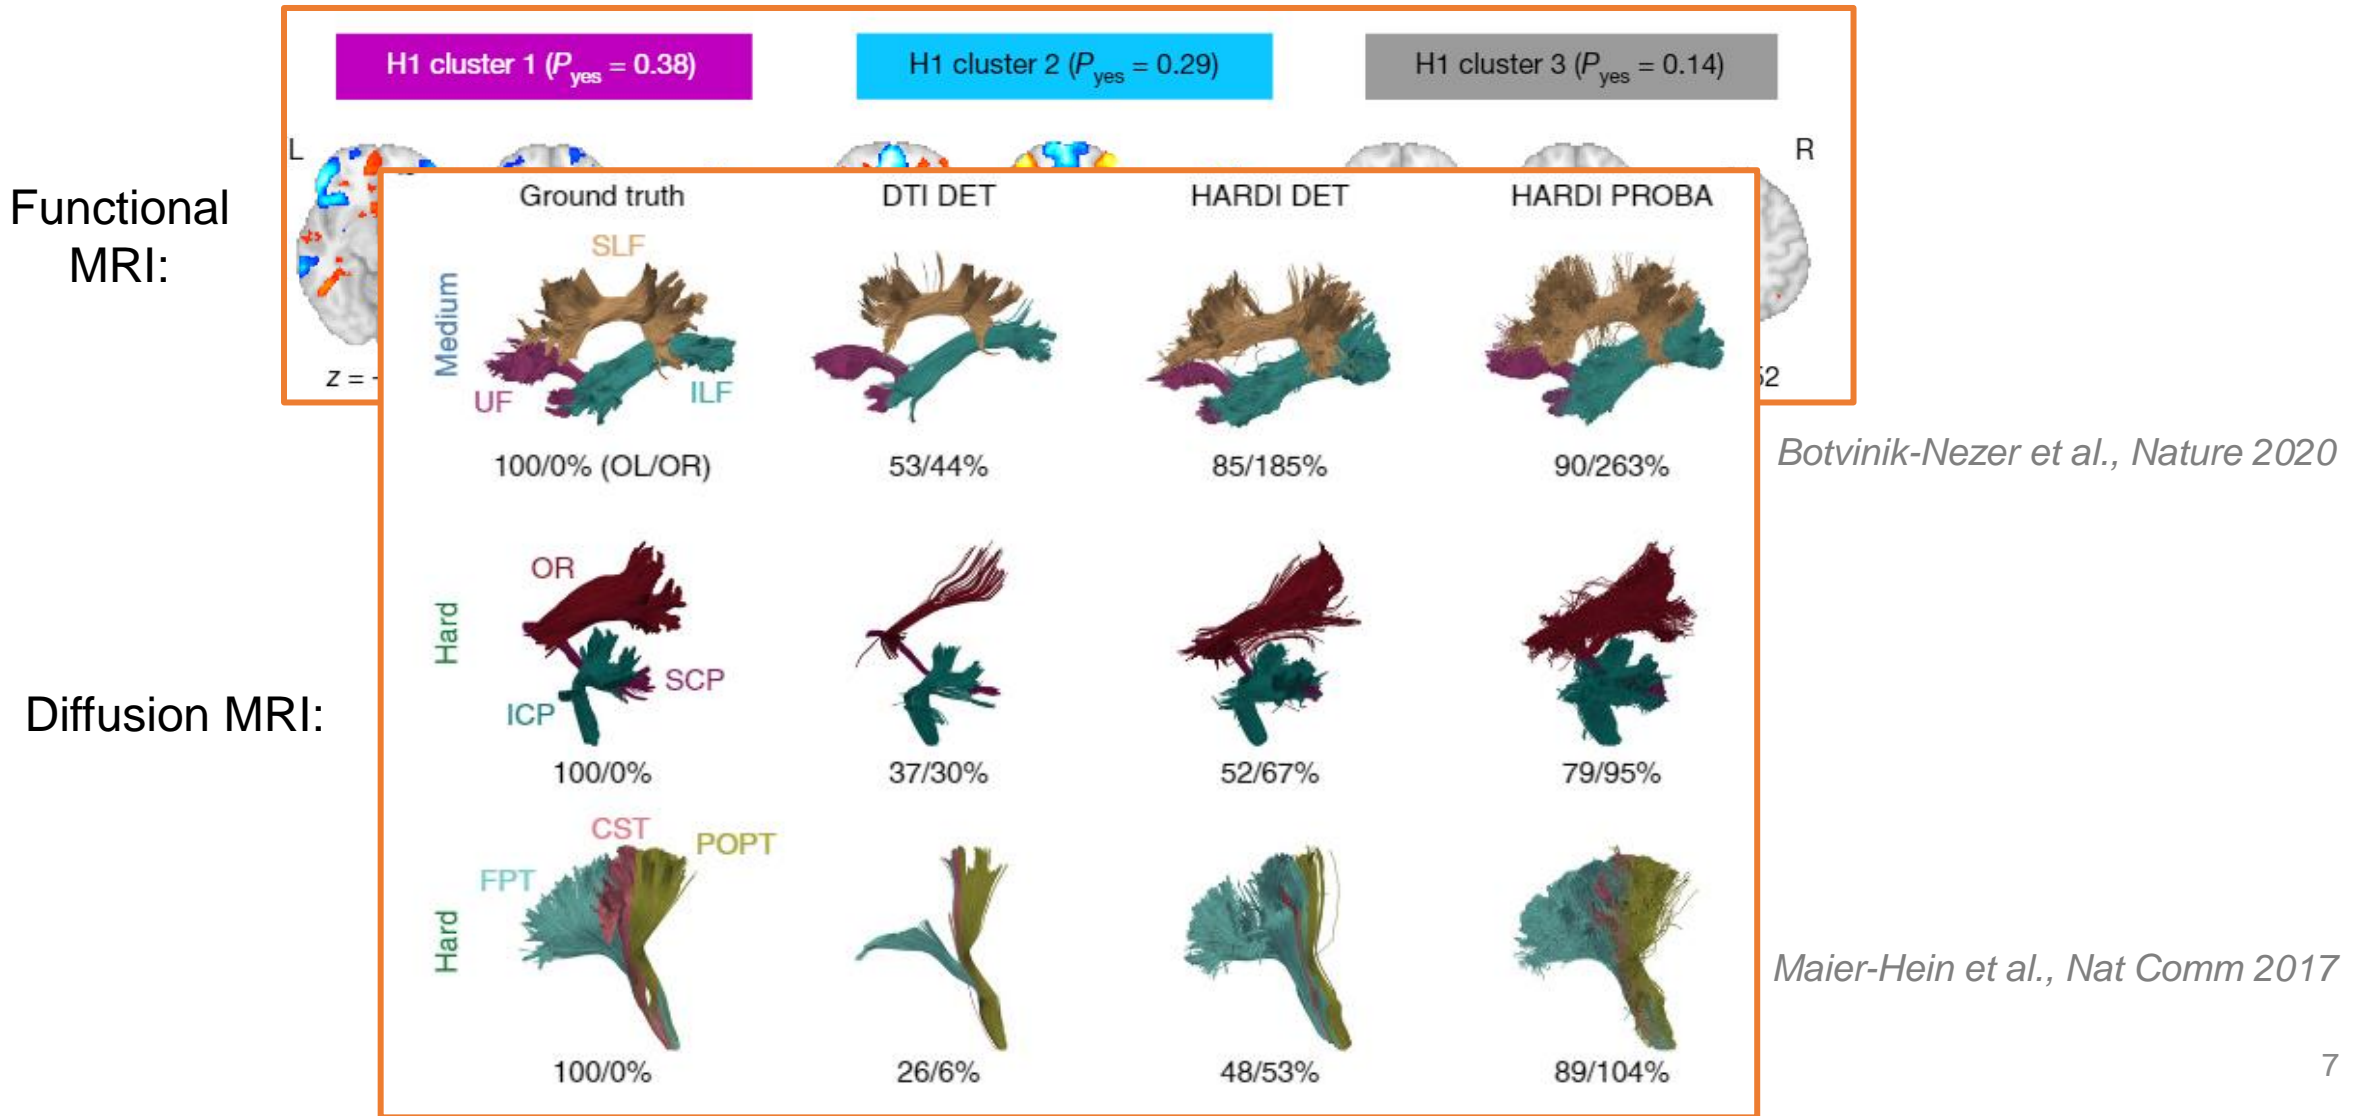 H1 cluster 1 (Pyes = 0.38)
H1 cluster 2 (Pyes = 0.29)
H1 cluster 3 (Pyes = 0.14)
L
R
Functional
MRI:
z = -
52
Ground truth
DTI DET
HARDI DET
HARDI PROBA
Medium
SLF
UF
ILF
100/0% (OL/OR)
53/44%
85/185%
90/263%
Botvinik-Nezer et al., Nature 2020
Hard
OR
SCP
ICP
100/0%
37/30%
52/67%
79/95%
Diffusion MRI:
Hard
CST
POPT
FPT
100/0%
26/6%
48/53%
89/104%
Maier-Hein et al., Nat Comm 2017
7